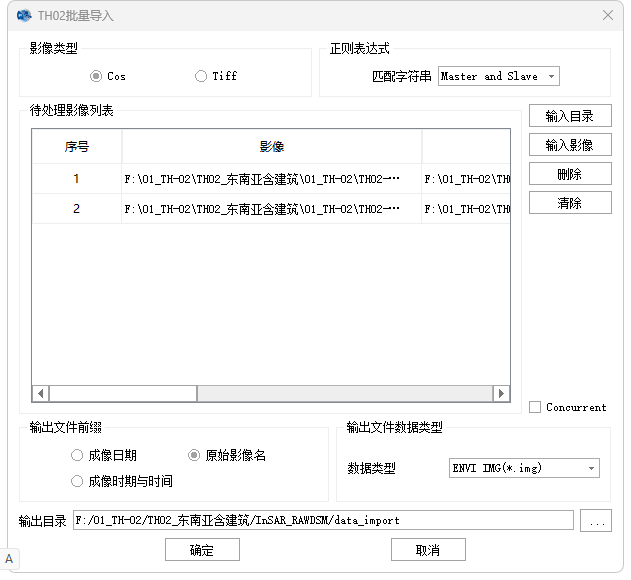 TH02批量导入
影像类型
正则表达式
Cos
Tiff
匹配字符串
Master and Slave
待处理影像列表
输入目录
输入影像
删除
清除
序号
影像
1
F:\01_TH-02\TH02_东南亚含建筑\01_TH-02\TH02-…
F:\01_TH-02\TH0
2
F:\01_TH-02\TH02_东南亚含建筑\01_TH-02\TH02-…
F:\01_TH-02\TH0
Concurrent
输出文件前缀
输出文件数据类型
成像日期
原始影像名
成像时期与时间
数据类型
ENVI IMG(*.img)
输出目录
F:/01_TH-02/TH02_东南亚含建筑/InSAR_RAWDSM/data_import
...
确定
取消
A